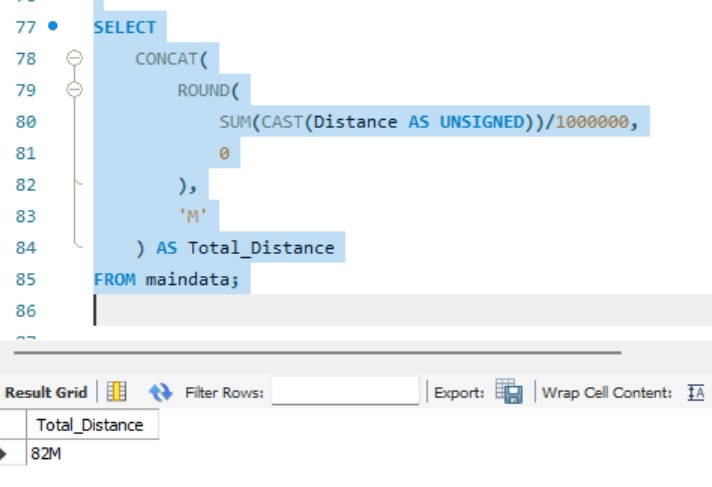 77 SELECT
78 CONCAT(
79 ROUND(
80 SUM(CAST(Distance AS UNSIGNED))/1000000,
81 0
82 ),
83 'M'
84 ) AS Total_Distance
85 FROM maindata;
86
Result Grid Filter Rows: Export: Wrap Cell Content: IA
Total_Distance
82M